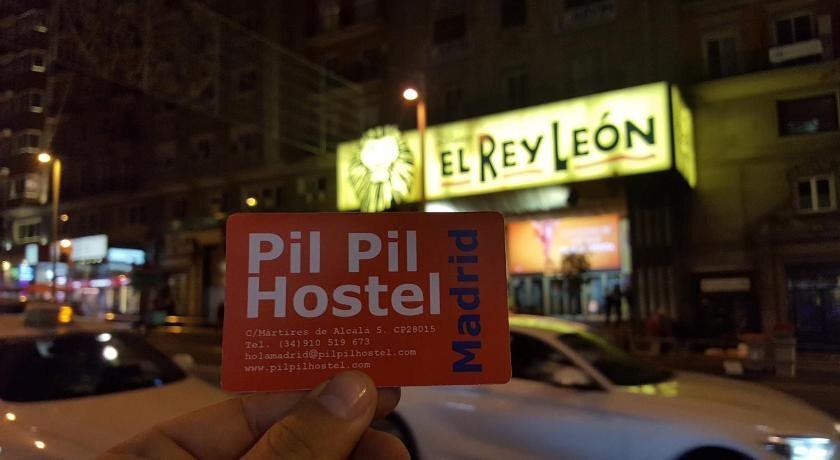 EL REY LEÓN
Pil Pil
Hostel
Madrid
C/Mártires de Alcalá 5. CP28015
Tel. (34)910 519 673
holamadrid@pilpilhostel.com
www.pilpilhostel.com